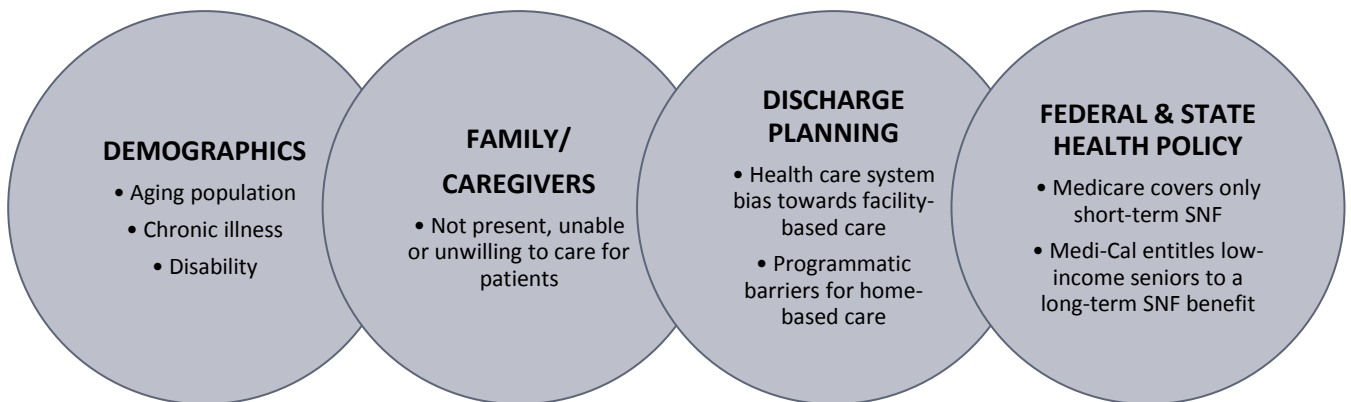 DEMOGRAPHICS
• Aging population
• Chronic illness
• Disability
FAMILY/
CAREGIVERS
• Not present, unable
or unwilling to care for
patients
DISCHARGE
PLANNING
• Health care system
bias towards facility-
based care
• Programmatic
barriers for home-
based care
FEDERAL & STATE
HEALTH POLICY
• Medicare covers only
short-term SNF
• Medi-Cal entitles low-
income seniors to a
long-term SNF benefit